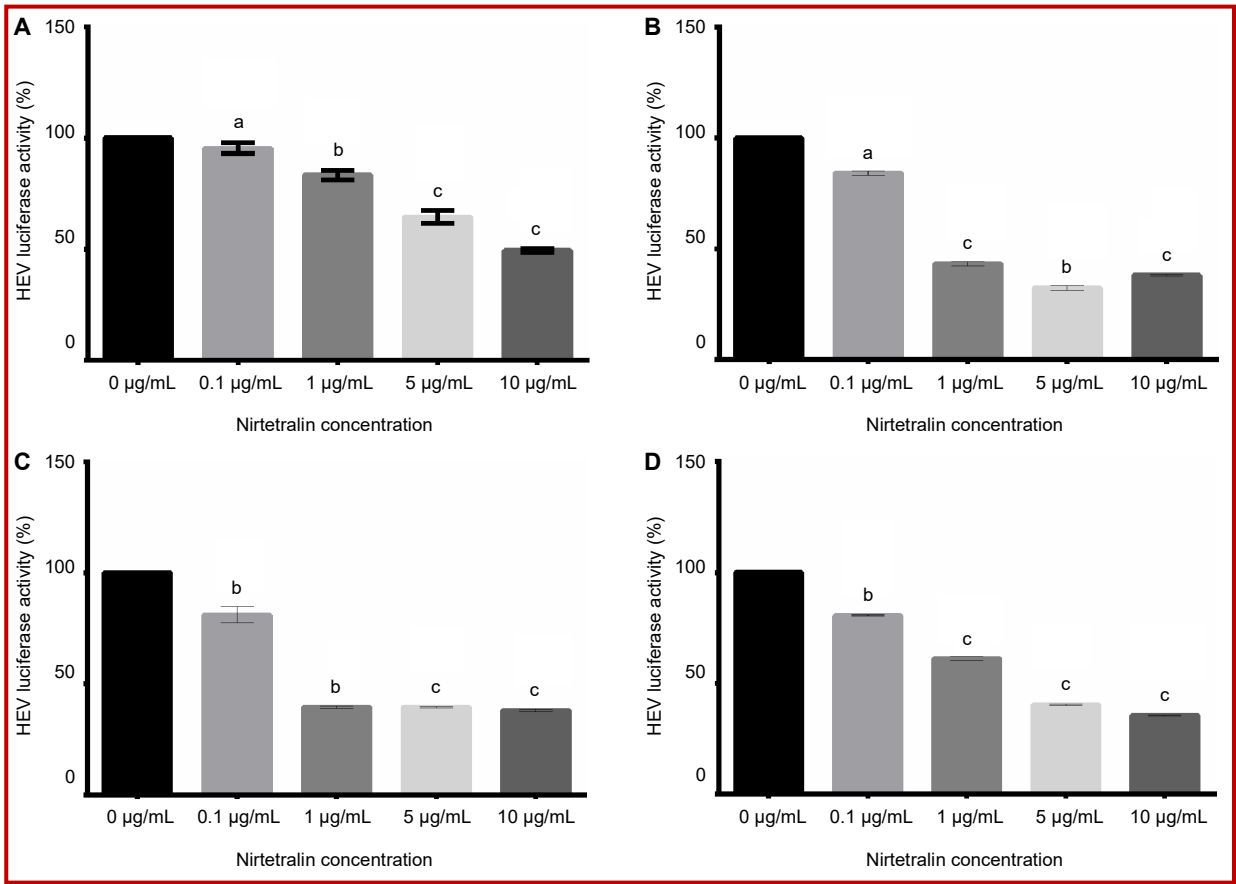 A
HEV luciferase activity (%)
150
100
50
0
a
b
c
c
0 µg/mL 0.1 µg/mL 1 µg/mL 5 µg/mL 10 µg/mL
Nirtetralin concentration
B
HEV luciferase activity (%)
150
100
50
0
a
c
b
c
0 µg/mL 0.1 µg/mL 1 µg/mL 5 µg/mL 10 µg/mL
Nirtetralin concentration
C
HEV luciferase activity (%)
150
100
50
0
b
b
c
c
0 µg/mL 0.1 µg/mL 1 µg/mL 5 µg/mL 10 µg/mL
Nirtetralin concentration
D
HEV luciferase activity (%)
150
100
50
0
b
c
c
c
0 µg/mL 0.1 µg/mL 1 µg/mL 5 µg/mL 10 µg/mL
Nirtetralin concentration